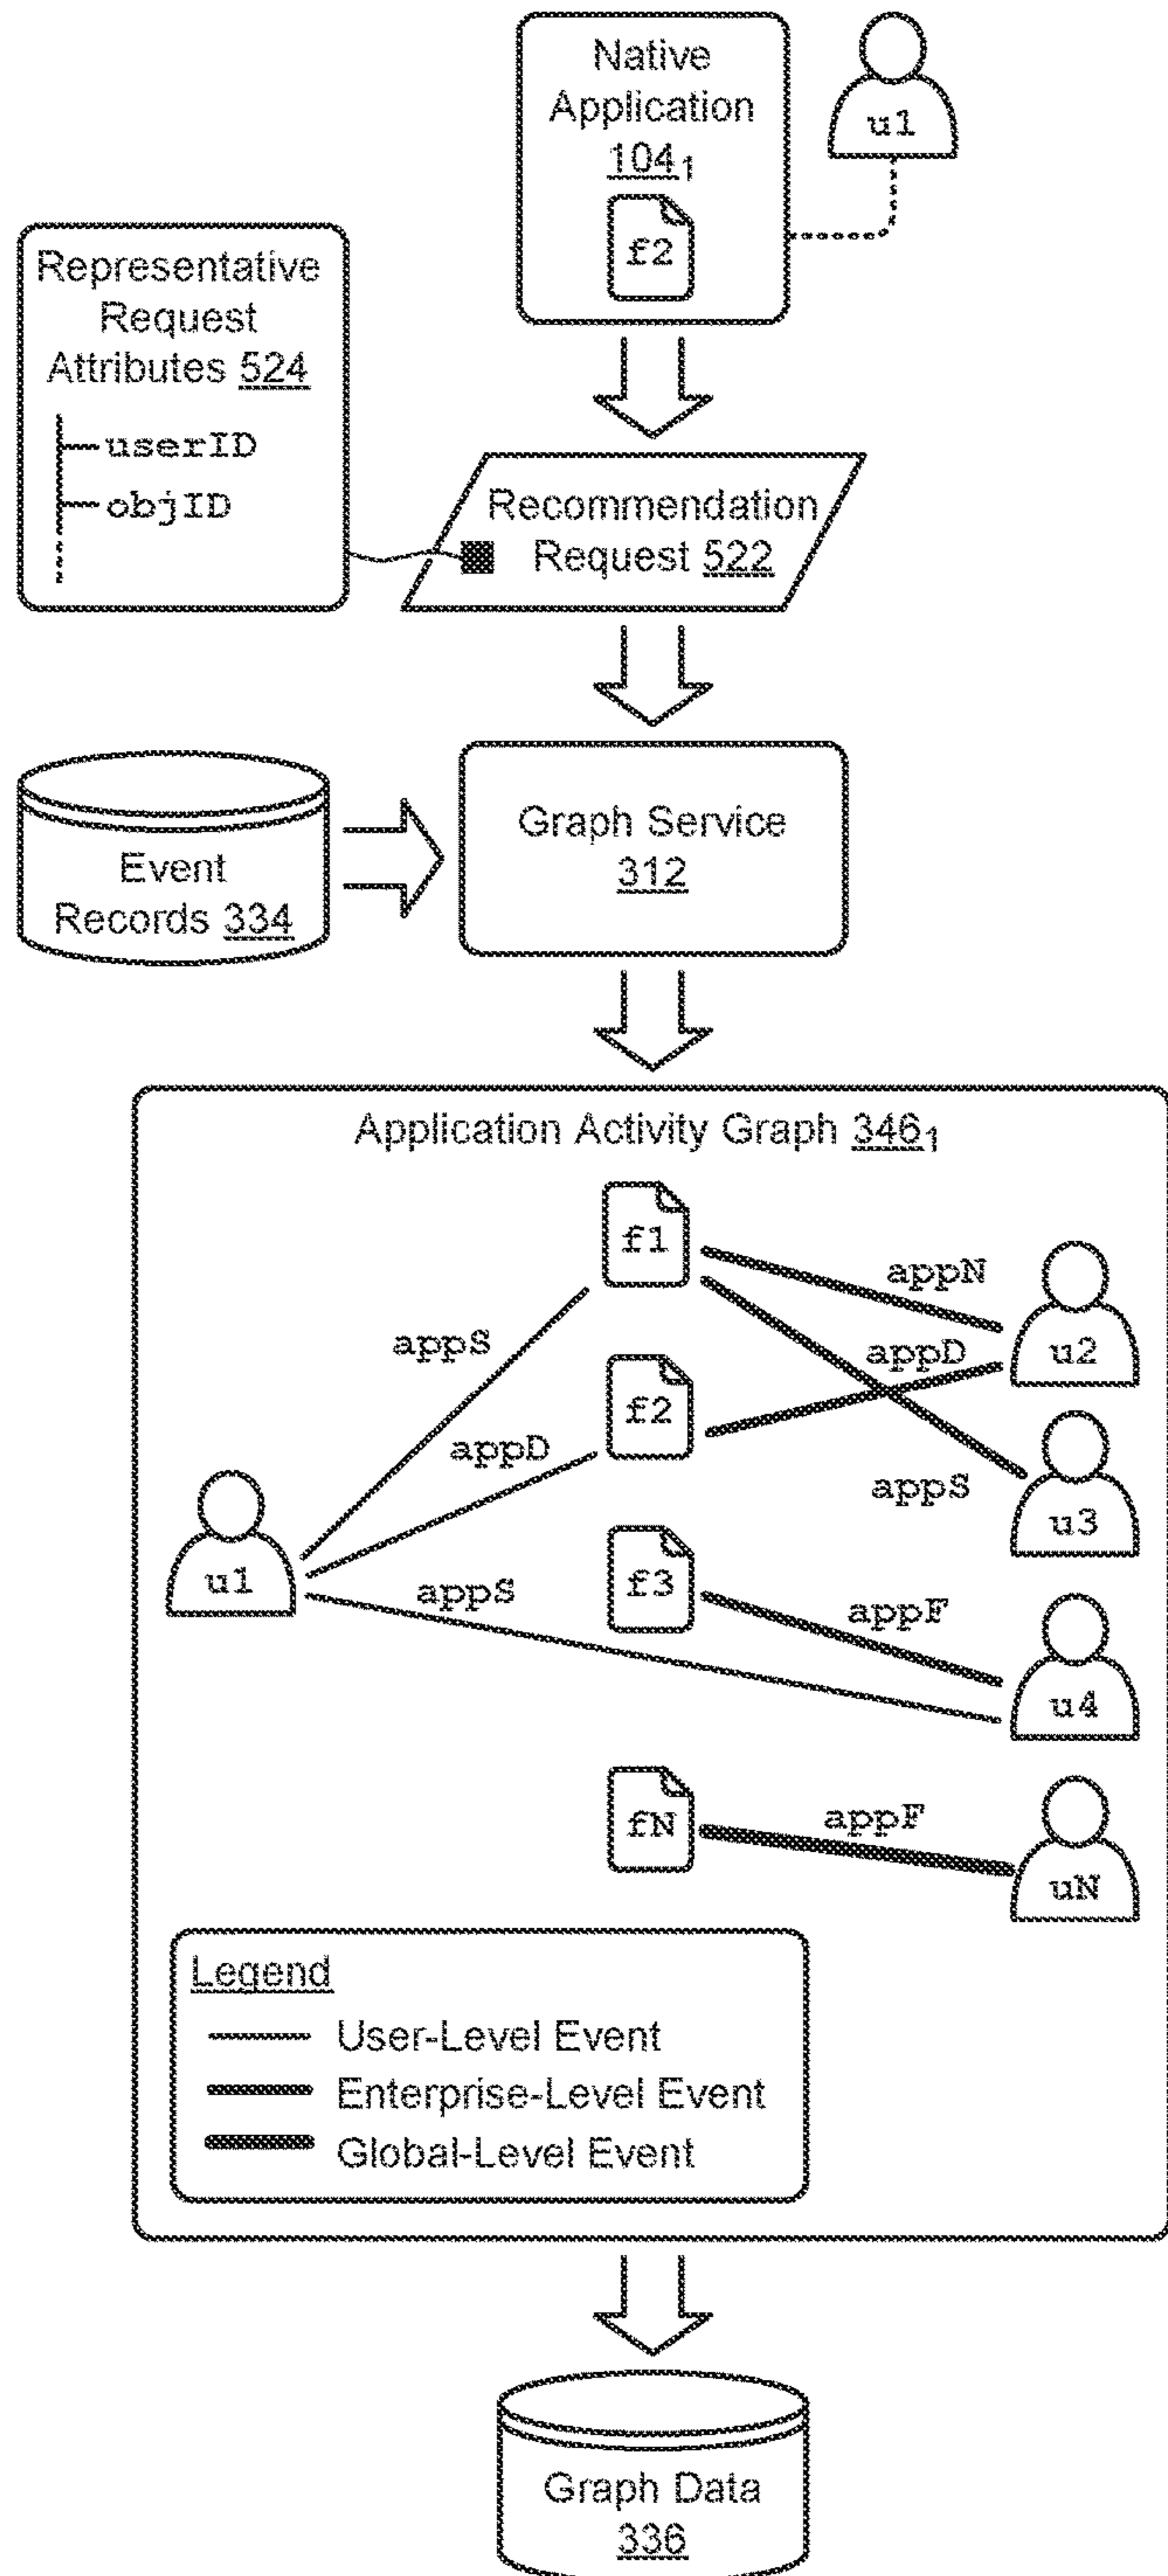 Native
Application
104₁
u1
f2
Representative
Request
Attributes 524
userID
objID
Recommendation
Request 522
Graph Service
312
Event
Records 334
Application Activity Graph 346₁
f1
appN
appS
u2
appD
f2
appD
appS
u3
u1
appS
f3
appF
u4
fN
appF
uN
Legend
User-Level Event
Enterprise-Level Event
Global-Level Event
Graph Data
336